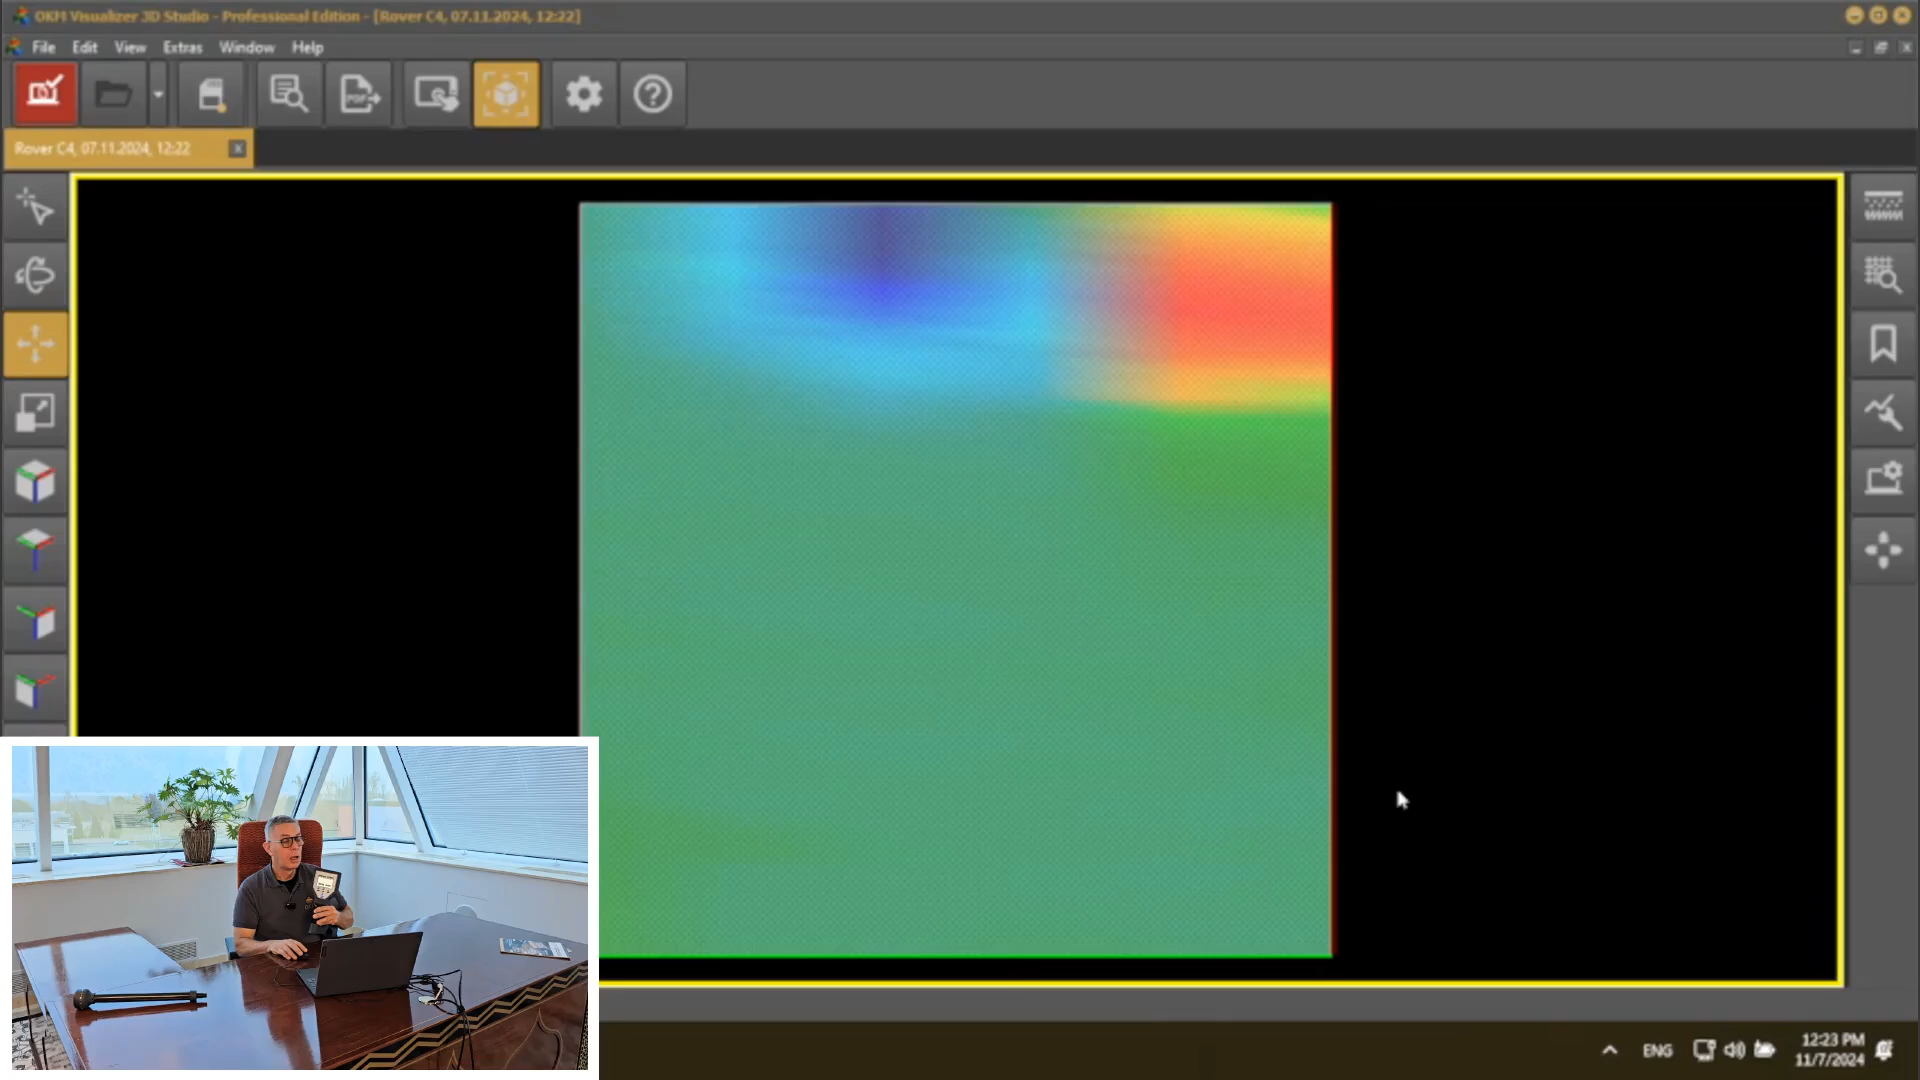 OKM Visualizer 3D Studio - Professional Edition - [Rover C4, 07.11.2024, 12:22]
File Edit View Extras Window Help
PDF
Rover C4, 07.11.2024, 12:22
ENG
12:23 PM
11/7/2024